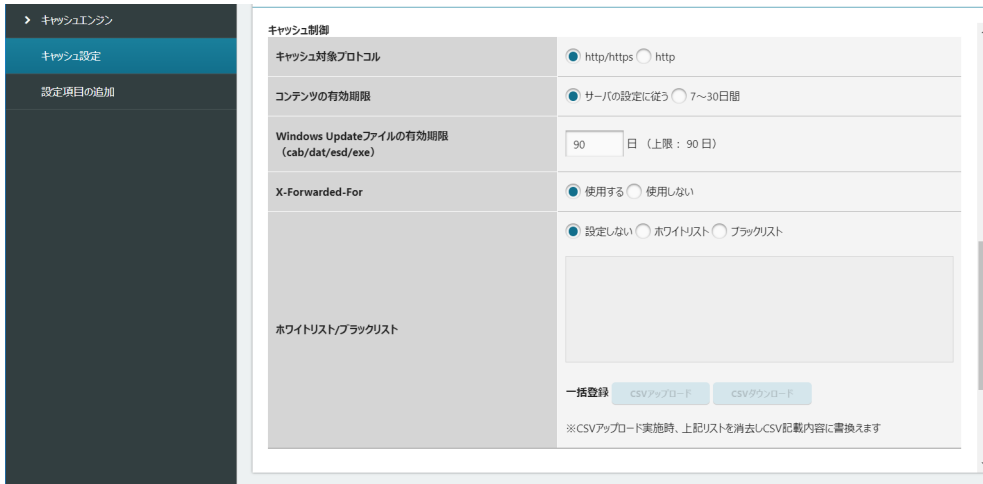 キャッシュエンジン
キャッシュ設定
設定項目の追加
キャッシュ制御
キャッシュ対象プロトコル
http/https http
コンテンツの有効期限
サーバの設定に従う 7～30日間
Windows Updateファイルの有効期限
（cab/dat/esd/exe）
90 日 （上限：90日）
X-Forwarded-For
使用する 使用しない
設定しない ホワイトリスト ブラックリスト
ホワイトリスト/ブラックリスト
一括登録 CSVアップロード CSVダウンロード
※CSVアップロード実施時、上記リストを消去しCSV記載内容に書換えます